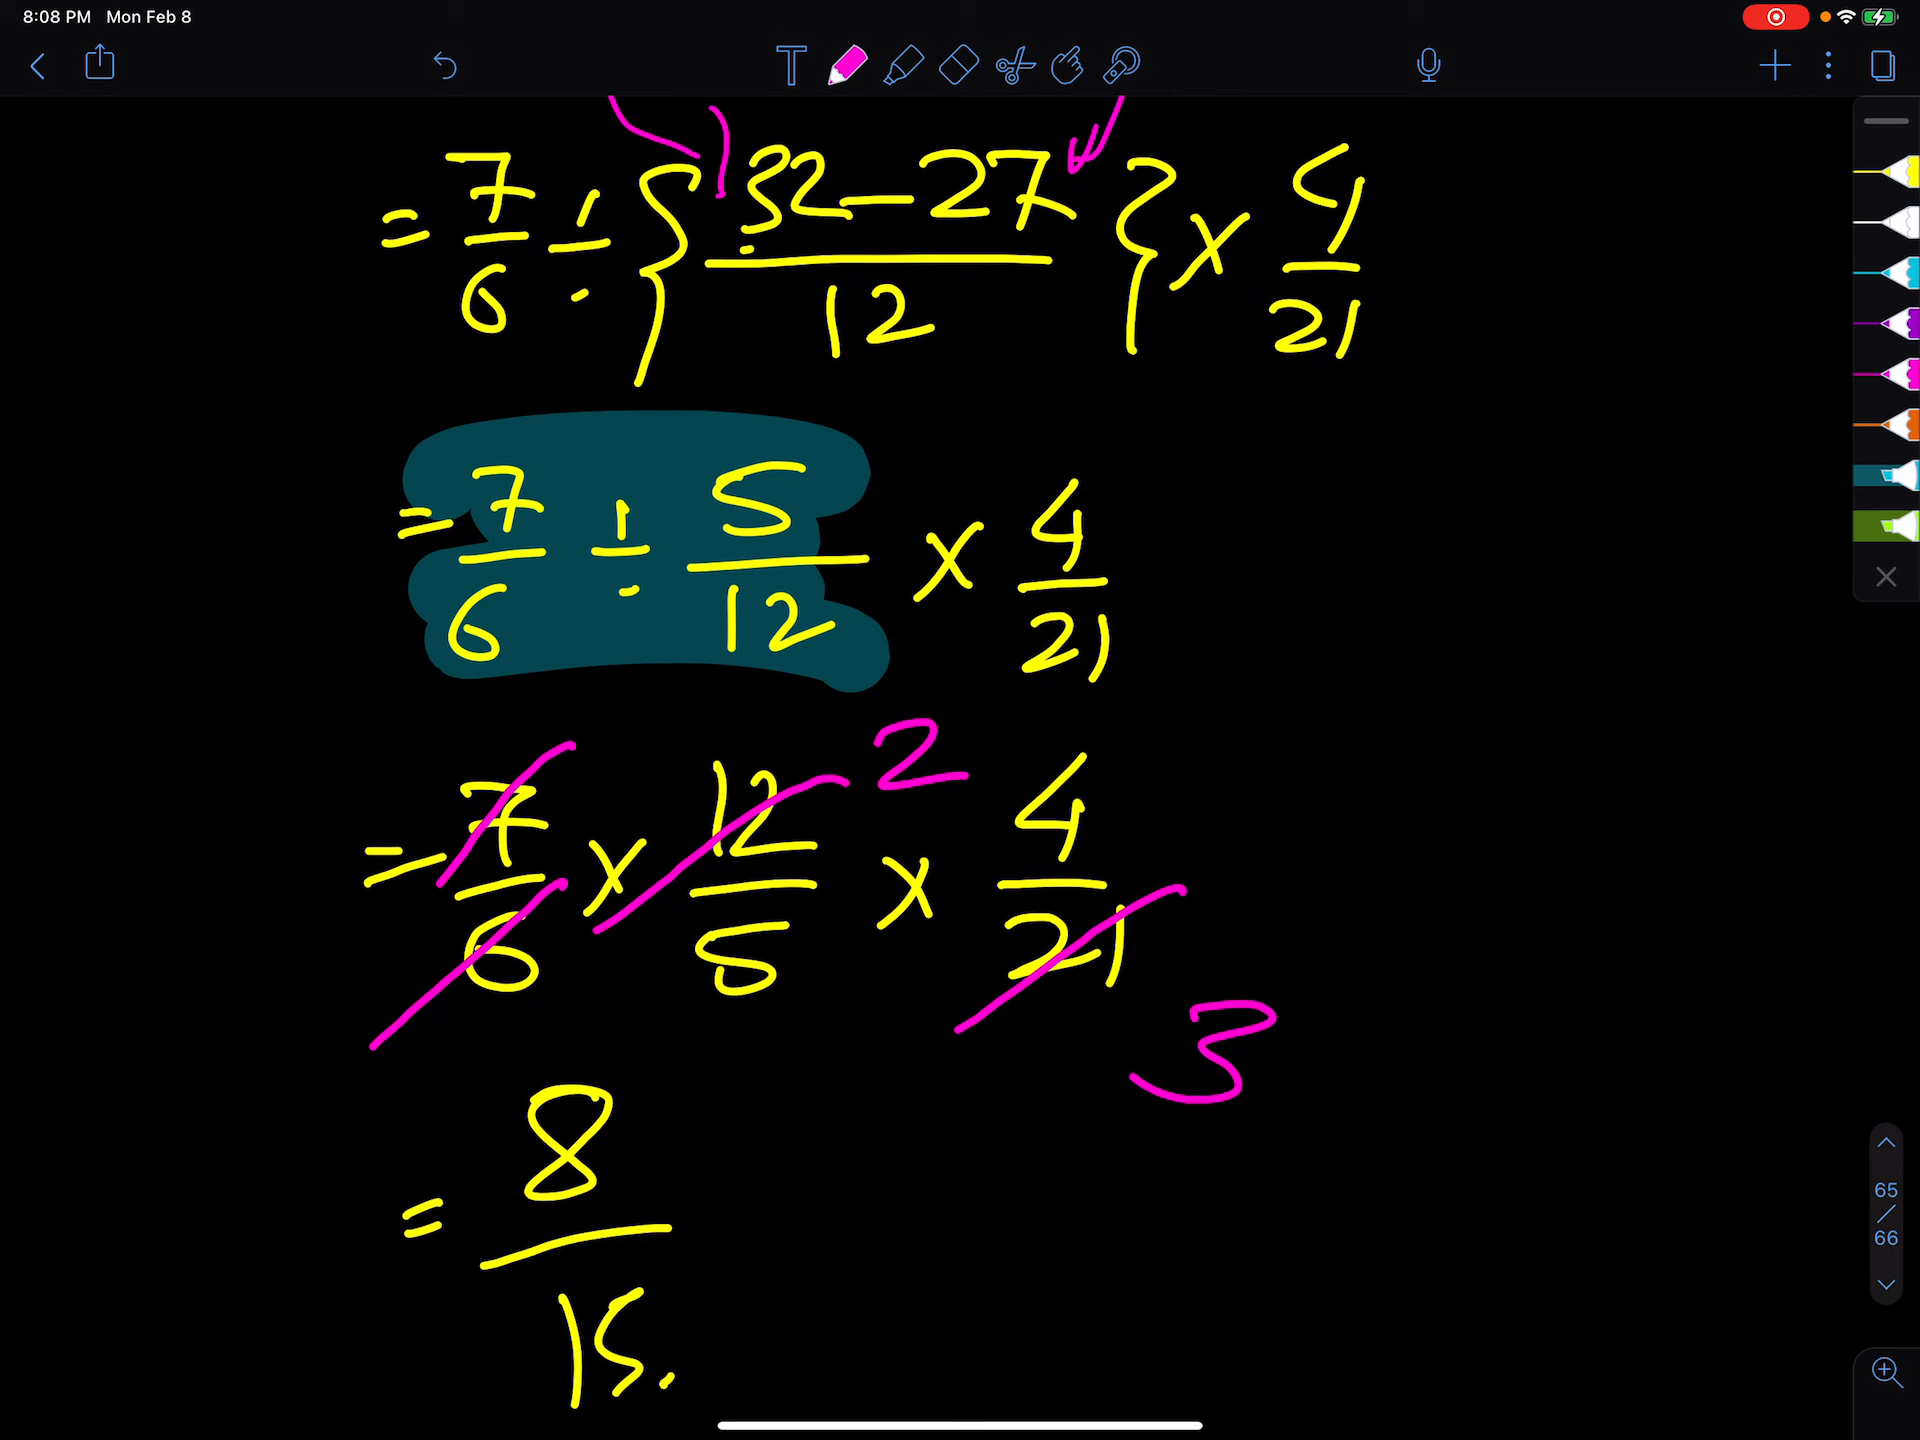 8:08 PM Mon Feb 8
= 7/6 ÷ { 32-27/12 } × 4/21
= 7/6 ÷ 5/12 × 4/21
= 7/6 × 12/5 × 4/21
2
3
= 8/15.
65
/
66